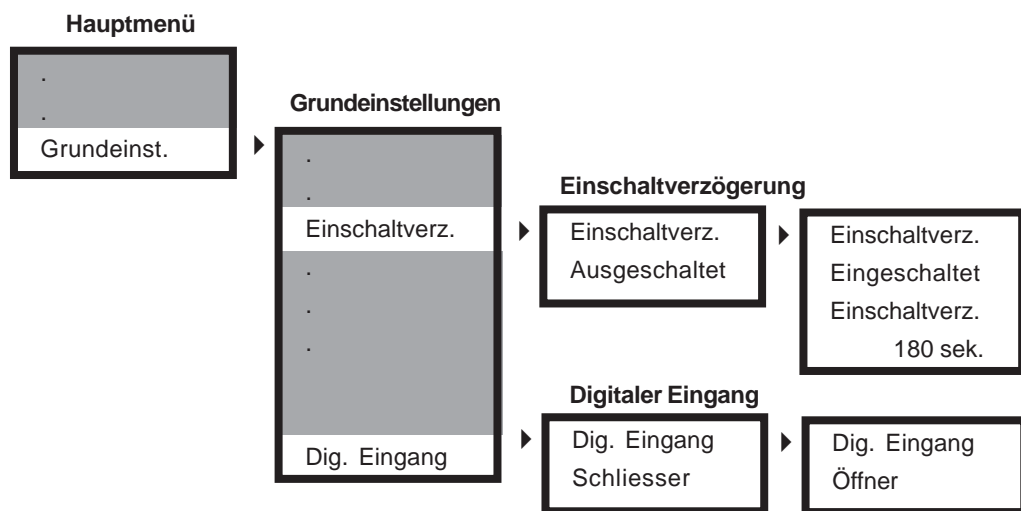 Hauptmenü
.
.
Grundeinst.
Grundeinstellungen
.
.
Einschaltverz.
.
.
.
Dig. Eingang
Einschaltverzögerung
Einschaltverz.
Ausgeschaltet
Einschaltverz.
Eingeschaltet
Einschaltverz.
180 sek.
Digitaler Eingang
Dig. Eingang
Schliesser
Dig. Eingang
Öffner